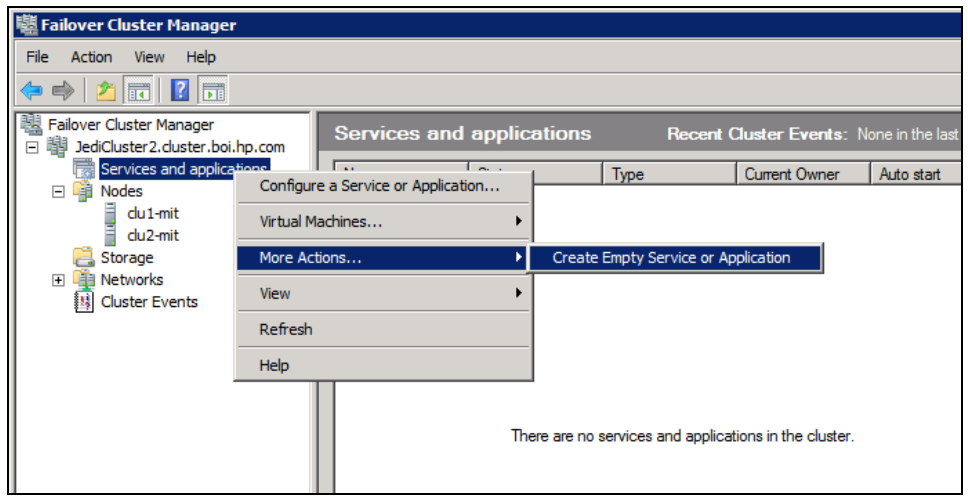 Failover Cluster Manager
File Action View Help
Failover Cluster Manager
JediCluster2.cluster.boi.hp.com
Services and applications
Nodes
clu1-mit
clu2-mit
Storage
Networks
Cluster Events
Configure a Service or Application...
Virtual Machines...
More Actions...
View
Refresh
Help
Create Empty Service or Application
Services and applications Recent Cluster Events: None in the last
Type Current Owner Auto start
There are no services and applications in the cluster.